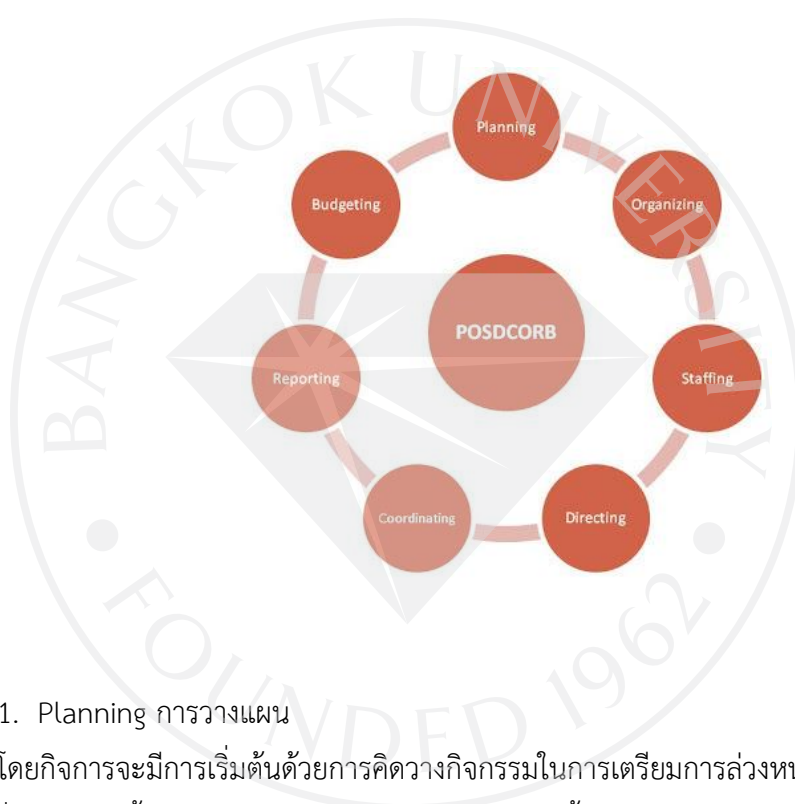 BANGKOK UNIVERSITY
Planning
Budgeting
Organizing
POSDCORB
Reporting
Staffing
Coordinating
Directing
FOUNDED 1962
1. Planning การวางแผน
โดยกิจการจะมีการเริ่มต้นด้วยการคิดวางกิจกรรมในการเตรียมการล่วงห